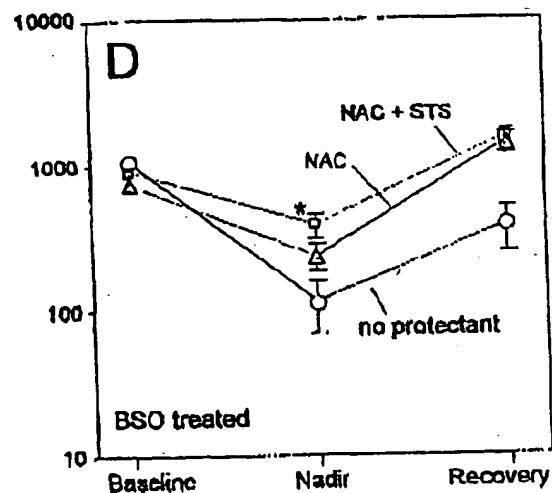 10000
D
NAC + STS
NAC
1000
*
100
no protectant
BSO treated
10
Baseline
Nadir
Recovery